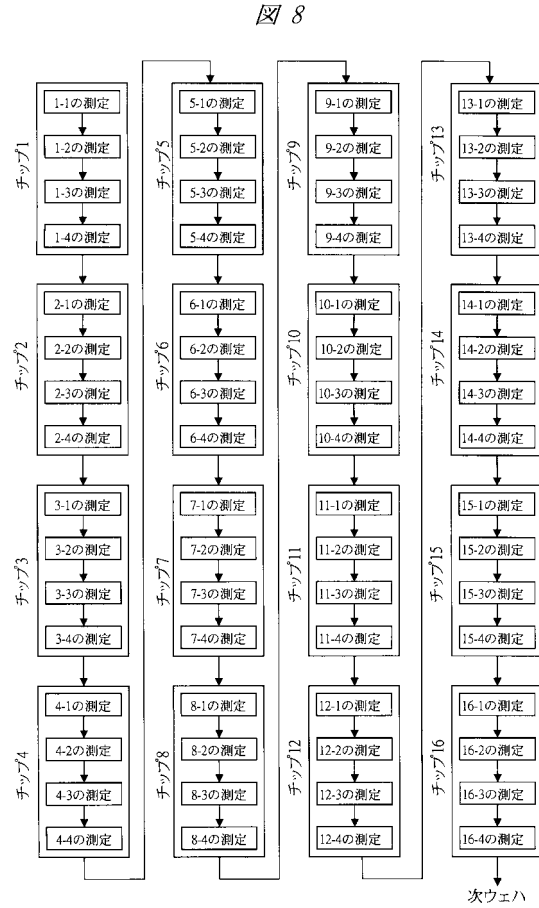 図 8
チップ1
1-1の測定
1-2の測定
1-3の測定
1-4の測定
チップ2
2-1の測定
2-2の測定
2-3の測定
2-4の測定
チップ3
3-1の測定
3-2の測定
3-3の測定
3-4の測定
チップ4
4-1の測定
4-2の測定
4-3の測定
4-4の測定
チップ5
5-1の測定
5-2の測定
5-3の測定
5-4の測定
チップ6
6-1の測定
6-2の測定
6-3の測定
6-4の測定
チップ7
7-1の測定
7-2の測定
7-3の測定
7-4の測定
チップ8
8-1の測定
8-2の測定
8-3の測定
8-4の測定
チップ9
9-1の測定
9-2の測定
9-3の測定
9-4の測定
チップ10
10-1の測定
10-2の測定
10-3の測定
10-4の測定
チップ11
11-1の測定
11-2の測定
11-3の測定
11-4の測定
チップ12
12-1の測定
12-2の測定
12-3の測定
12-4の測定
チップ13
13-1の測定
13-2の測定
13-3の測定
13-4の測定
チップ14
14-1の測定
14-2の測定
14-3の測定
14-4の測定
チップ15
15-1の測定
15-2の測定
15-3の測定
15-4の測定
チップ16
16-1の測定
16-2の測定
16-3の測定
16-4の測定
次ウェハ